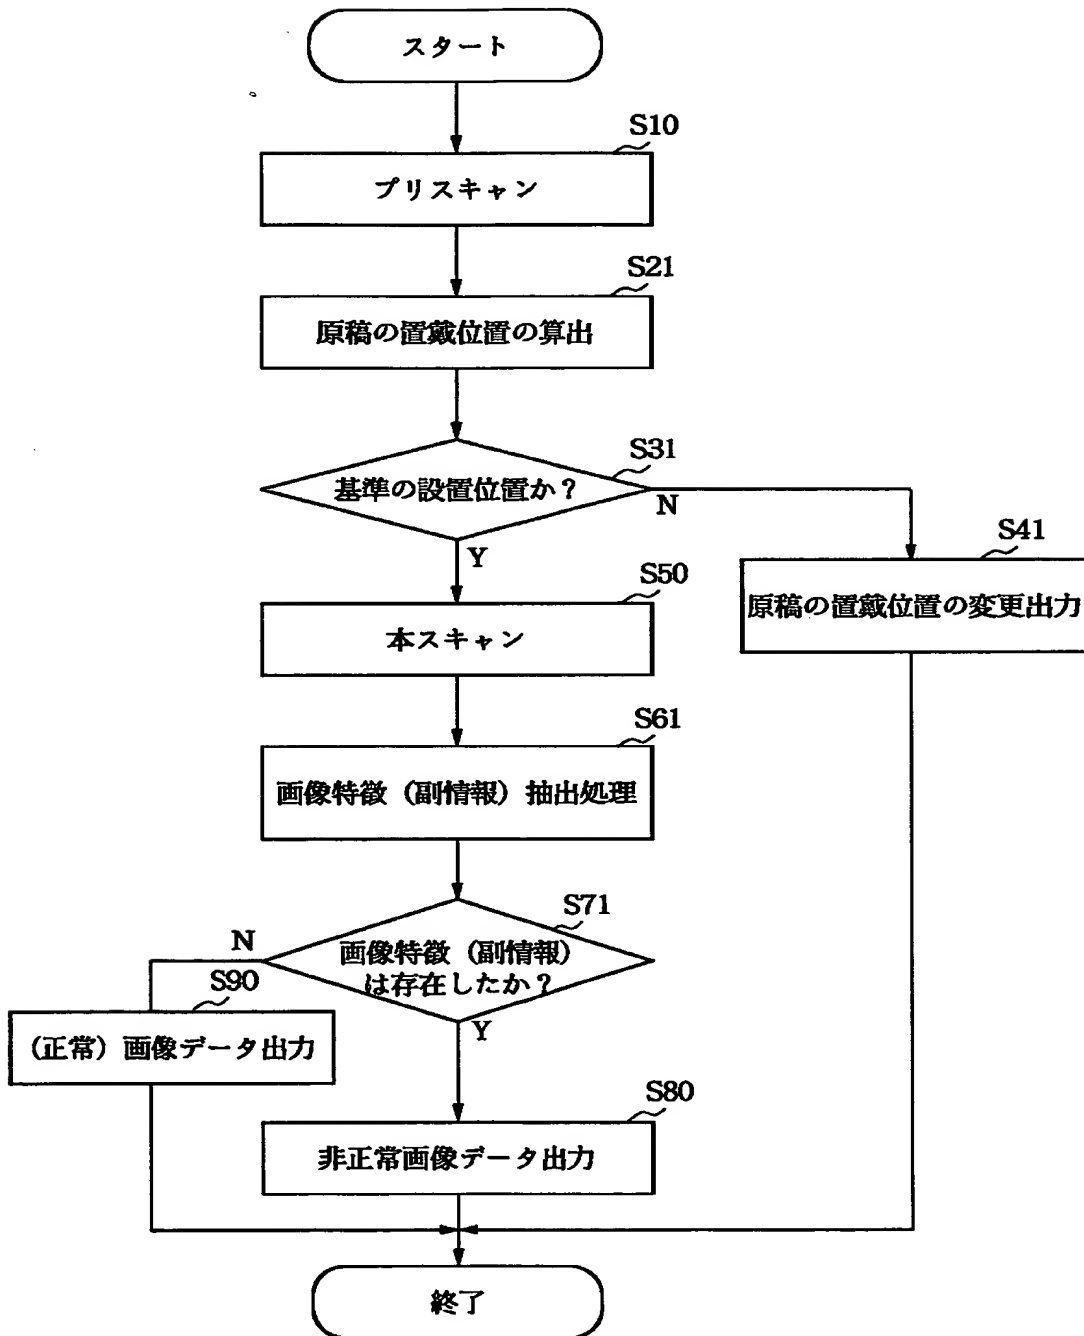 スタート
S10
プリスキャン
S21
原稿の置戴位置の算出
S31
基準の設置位置か？
N
Y
S41
原稿の置戴位置の変更出力
S50
本スキャン
S61
画像特徴（副情報）抽出処理
S71
画像特徴（副情報）
は存在したか？
N
Y
S90
（正常）画像データ出力
S80
非正常画像データ出力
終了